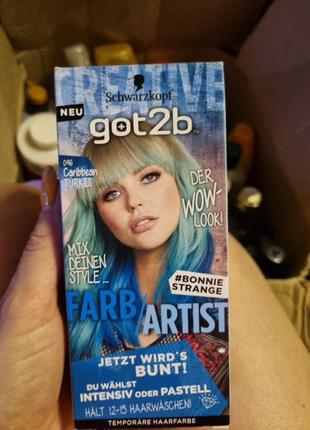 CREATIVE
Schwarzkopf
NEU
got2b
096
Caribbean
TÜRKIS
DER
WOW-
LOOK!
MIX
DEINEN
STYLE...
#BONNIE
STRANGE
FARB/ARTIST
JETZT WIRD'S
BUNT!
DU WÄHLST
INTENSIV ODER PASTELL
HÄLT 12-15 HAARWÄSCHEN!
TEMPORÄRE HAARFARBE